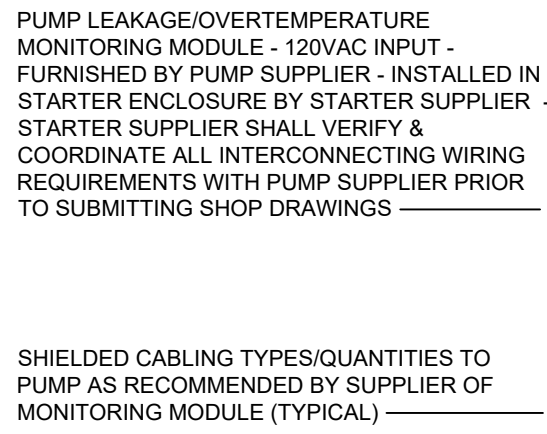 PUMP LEAKAGE/OVERTEMPERATURE
MONITORING MODULE - 120VAC INPUT -
FURNISHED BY PUMP SUPPLIER - INSTALLED IN
STARTER ENCLOSURE BY STARTER SUPPLIER -
STARTER SUPPLIER SHALL VERIFY &
COORDINATE ALL INTERCONNECTING WIRING
REQUIREMENTS WITH PUMP SUPPLIER PRIOR
TO SUBMITTING SHOP DRAWINGS
SHIELDED CABLING TYPES/QUANTITIES TO
PUMP AS RECOMMENDED BY SUPPLIER OF
MONITORING MODULE (TYPICAL)